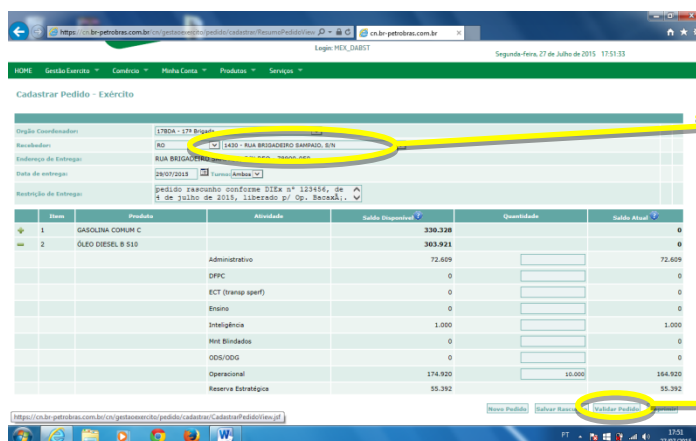 https://cn.br-petrobras.com.br/cn/gestaoexercito/pedido/cadastrar/ResumoPedidoView
cn.br-petrobras.com.br
Login: MEX_DABST
Segunda-feira, 27 de Julho de 2015 17:51:33
HOME Gestão Exercito Comércio Minha Conta Produtos Serviços
Cadastrar Pedido - Exército
Orgão Coordenador: 17BDA - 17ª Brigada
Recebedor: RO 1430 - RUA BRIGADEIRO SAMPAIO, S/N
Endereço de Entrega: RUA BRIGADEIRO
Data de entrega: 29/07/2015 Turno: Ambos
Restrição de Entrega: pedido rascunho conforme DIEx nº 123456, de
4 de julho de 2015, liberado p/ Op. BacaxÃ¡.
Item Produto Atividade Saldo Disponível Quantidade Saldo Atual
1 GASOLINA COMUM C 330.328 0
2 ÓLEO DIESEL B S10 303.921 0
Administrativo 72.609 72.609
DFPC 0 0
ECT (transp sperf) 0 0
Ensino 0 0
Inteligência 1.000 1.000
Mnt Blindados 0 0
ODS/ODG 0 0
Operacional 174.920 10.000 164.920
Reserva Estratégica 55.392 55.392
Novo Pedido Salvar Rascunho Validar Pedido Imprimir
https://cn.br-petrobras.com.br/cn/gestaoexercito/pedido/cadastrar/CadastrarPedidoView.jsf
PT 17:51